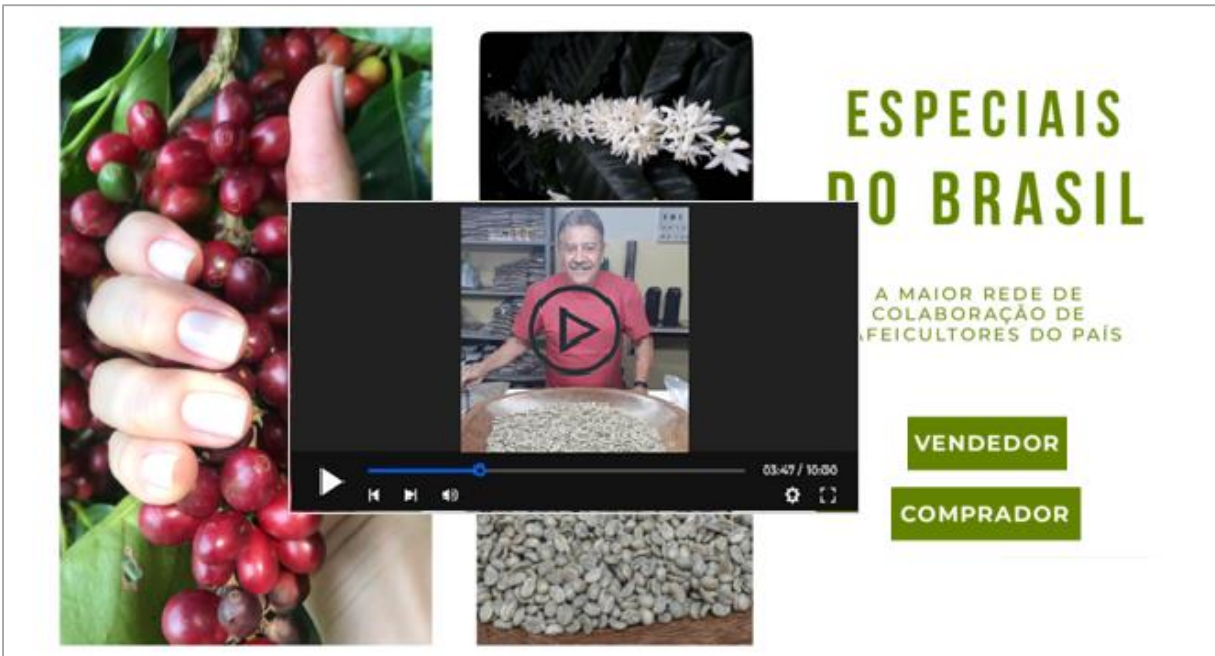 ESPECIAIS
DO BRASIL
A MAIOR REDE DE
COLABORAÇÃO DE
AFEICULTORES DO PAÍS
VENDEDOR
COMPRADOR
03:47 / 10:00